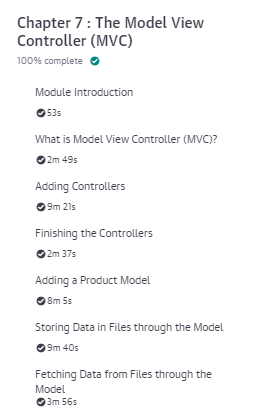 Chapter 7 : The Model View
Controller (MVC)
100% complete
Module Introduction
53s
What is Model View Controller (MVC)?
2m 49s
Adding Controllers
9m 21s
Finishing the Controllers
2m 37s
Adding a Product Model
8m 5s
Storing Data in Files through the Model
9m 40s
Fetching Data from Files through the
Model
3m 56s